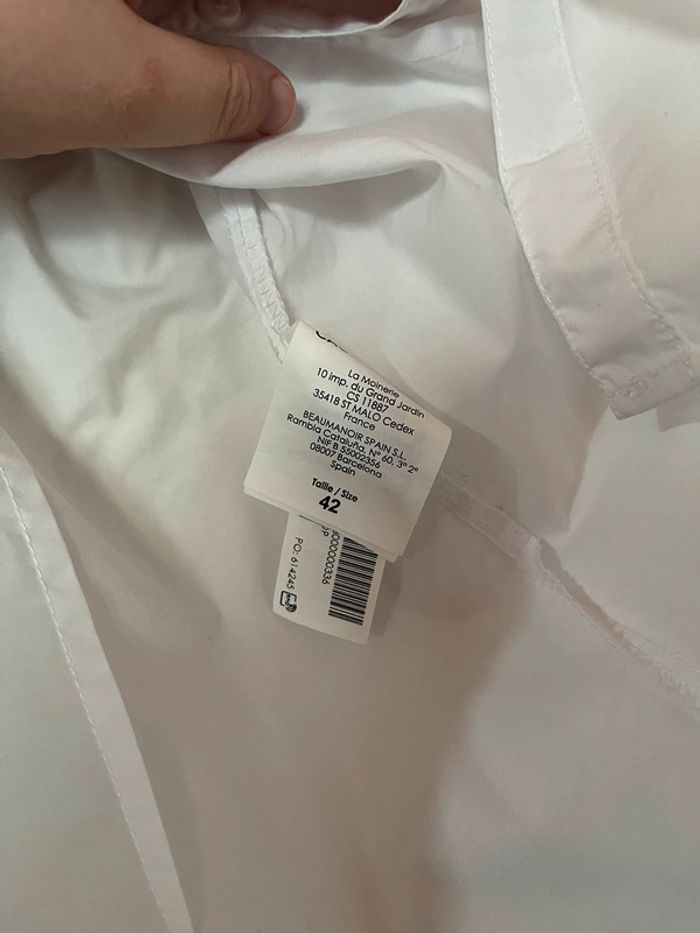 La Moinerie
10 imp. du Grand Jardin
CS 11887
35418 ST MALO Cedex
France
BEAUMANOIR SPAIN S.L.
Rambla Cataluña, Nº 60, 3º 2º
NIF B 55002356
08007 Barcelona
Spain
Taille / Size
42
PO: 614245